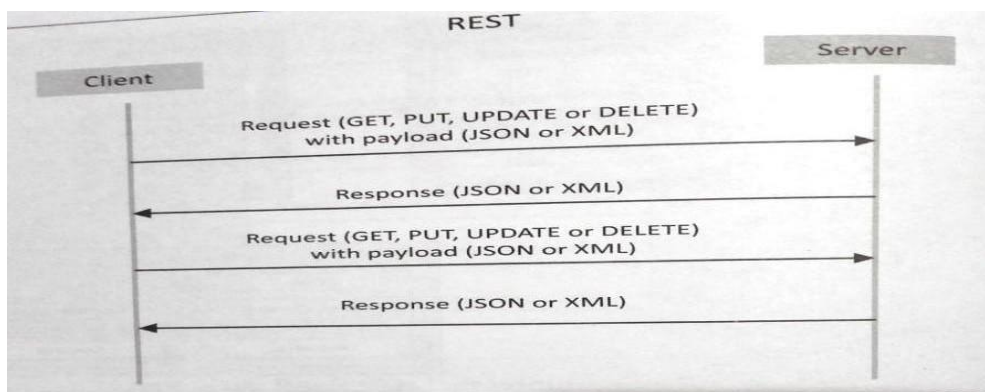 REST
Client
Server
Request (GET, PUT, UPDATE or DELETE)
with payload (JSON or XML)
Response (JSON or XML)
Request (GET, PUT, UPDATE or DELETE)
with payload (JSON or XML)
Response (JSON or XML)